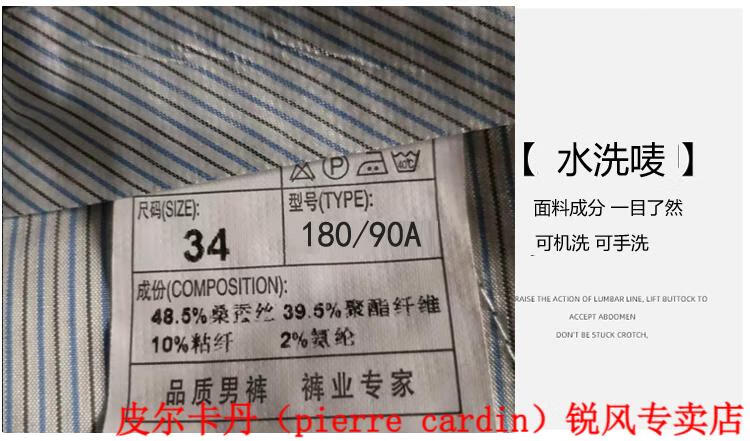 尺码(SIZE):
34
型号(TYPE):
180/90A
成份(COMPOSITION):
48.5%桑蚕丝 39.5%聚酯纤维
10%粘纤 2%氨纶
品质男裤 裤业专家
【 水洗唛 】
面料成分 一目了然
可机洗 可手洗
RAISE THE ACTION OF LUMBAR LINE, LIFT BUTTOCK TO
ACCEPT ABDOMEN
DON'T BE STUCK CROTCH,
皮尔卡丹（pierre cardin）锐风专卖店